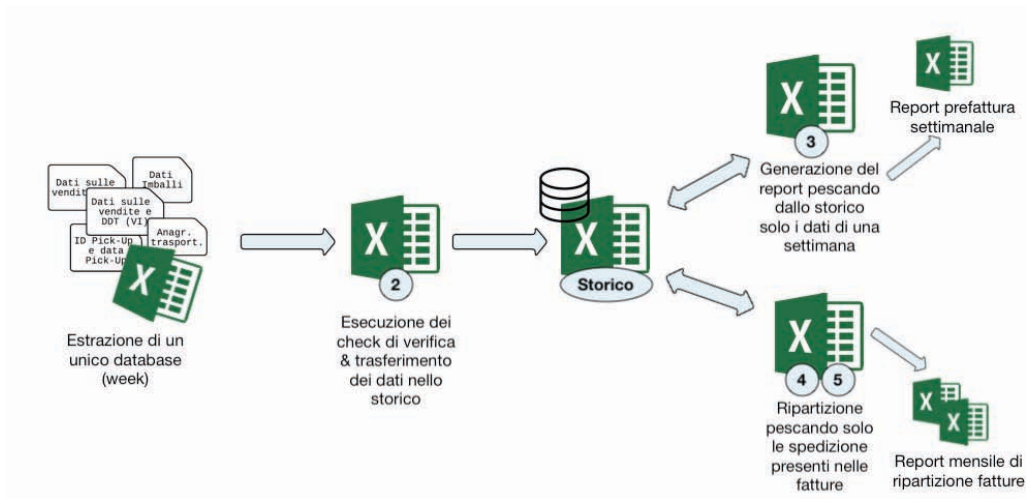 Dati sulle
vendite
Dati
Imballi
Dati sulle
vendite e
DDT (VI)
ID Pick-Up
e data
Pick-Up
Anagr.
trasport.
X
Estrazione di un
unico database
(week)
X
2
Esecuzione dei
check di verifica
& trasferimento
dei dati nello
storico
X
Storico
X
3
Generazione del
report pescando
dallo storico
solo i dati di una
settimana
X
Report prefattura
settimanale
X
4 5
Ripartizione
pescando solo
le spedizione
presenti nelle
fatture
X
X
Report mensile di
ripartizione fatture